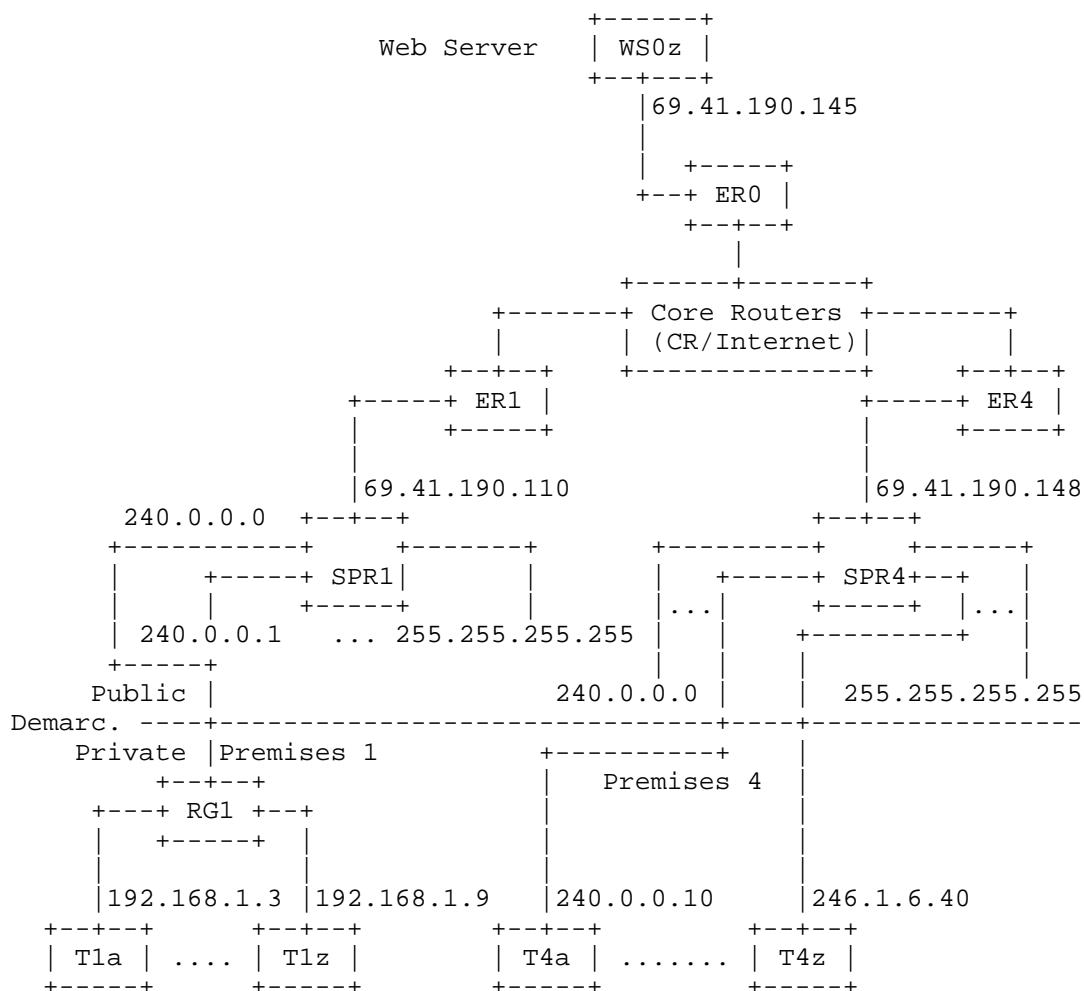 WS0z
Web Server
69.41.190.145
ER0
Core Routers
(CR/Internet)
ER1
ER4
69.41.190.110
69.41.190.148
240.0.0.0
SPR1
SPR4
...
...
240.0.0.1 ... 255.255.255.255
Public
240.0.0.0
255.255.255.255
Demarc.
Private
Premises 1
Premises 4
RG1
192.168.1.3
192.168.1.9
240.0.0.10
246.1.6.40
T1a .... T1z
T4a ....... T4z